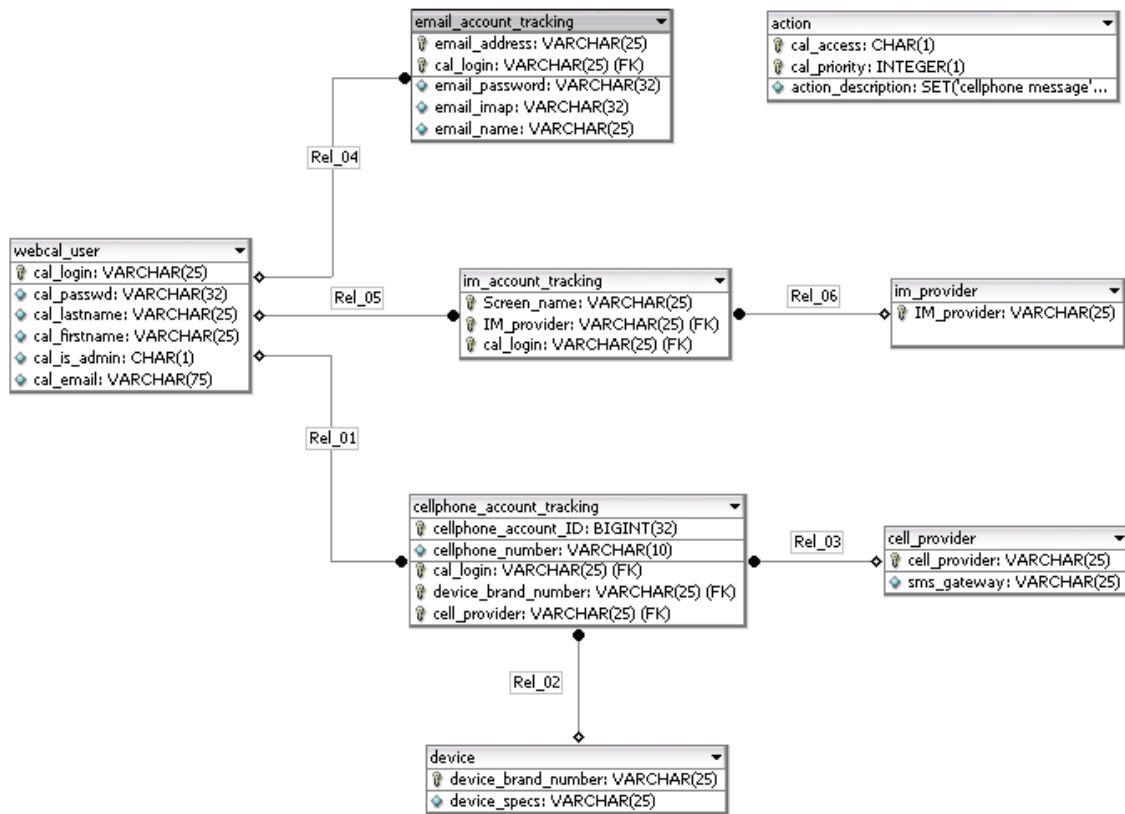 email_account_tracking
email_address: VARCHAR(25)
cal_login: VARCHAR(25) (FK)
email_password: VARCHAR(32)
email_imap: VARCHAR(32)
email_name: VARCHAR(25)
action
cal_access: CHAR(1)
cal_priority: INTEGER(1)
action_description: SET('cellphone message'...
Rel_04
webcal_user
cal_login: VARCHAR(25)
cal_passwd: VARCHAR(32)
cal_lastname: VARCHAR(25)
cal_firstname: VARCHAR(25)
cal_is_admin: CHAR(1)
cal_email: VARCHAR(75)
Rel_05
im_account_tracking
Screen_name: VARCHAR(25)
IM_provider: VARCHAR(25) (FK)
cal_login: VARCHAR(25) (FK)
Rel_06
im_provider
IM_provider: VARCHAR(25)
Rel_01
cellphone_account_tracking
cellphone_account_ID: BIGINT(32)
cellphone_number: VARCHAR(10)
cal_login: VARCHAR(25) (FK)
device_brand_number: VARCHAR(25) (FK)
cell_provider: VARCHAR(25) (FK)
Rel_03
cell_provider
cell_provider: VARCHAR(25)
sms_gateway: VARCHAR(25)
Rel_02
device
device_brand_number: VARCHAR(25)
device_specs: VARCHAR(25)